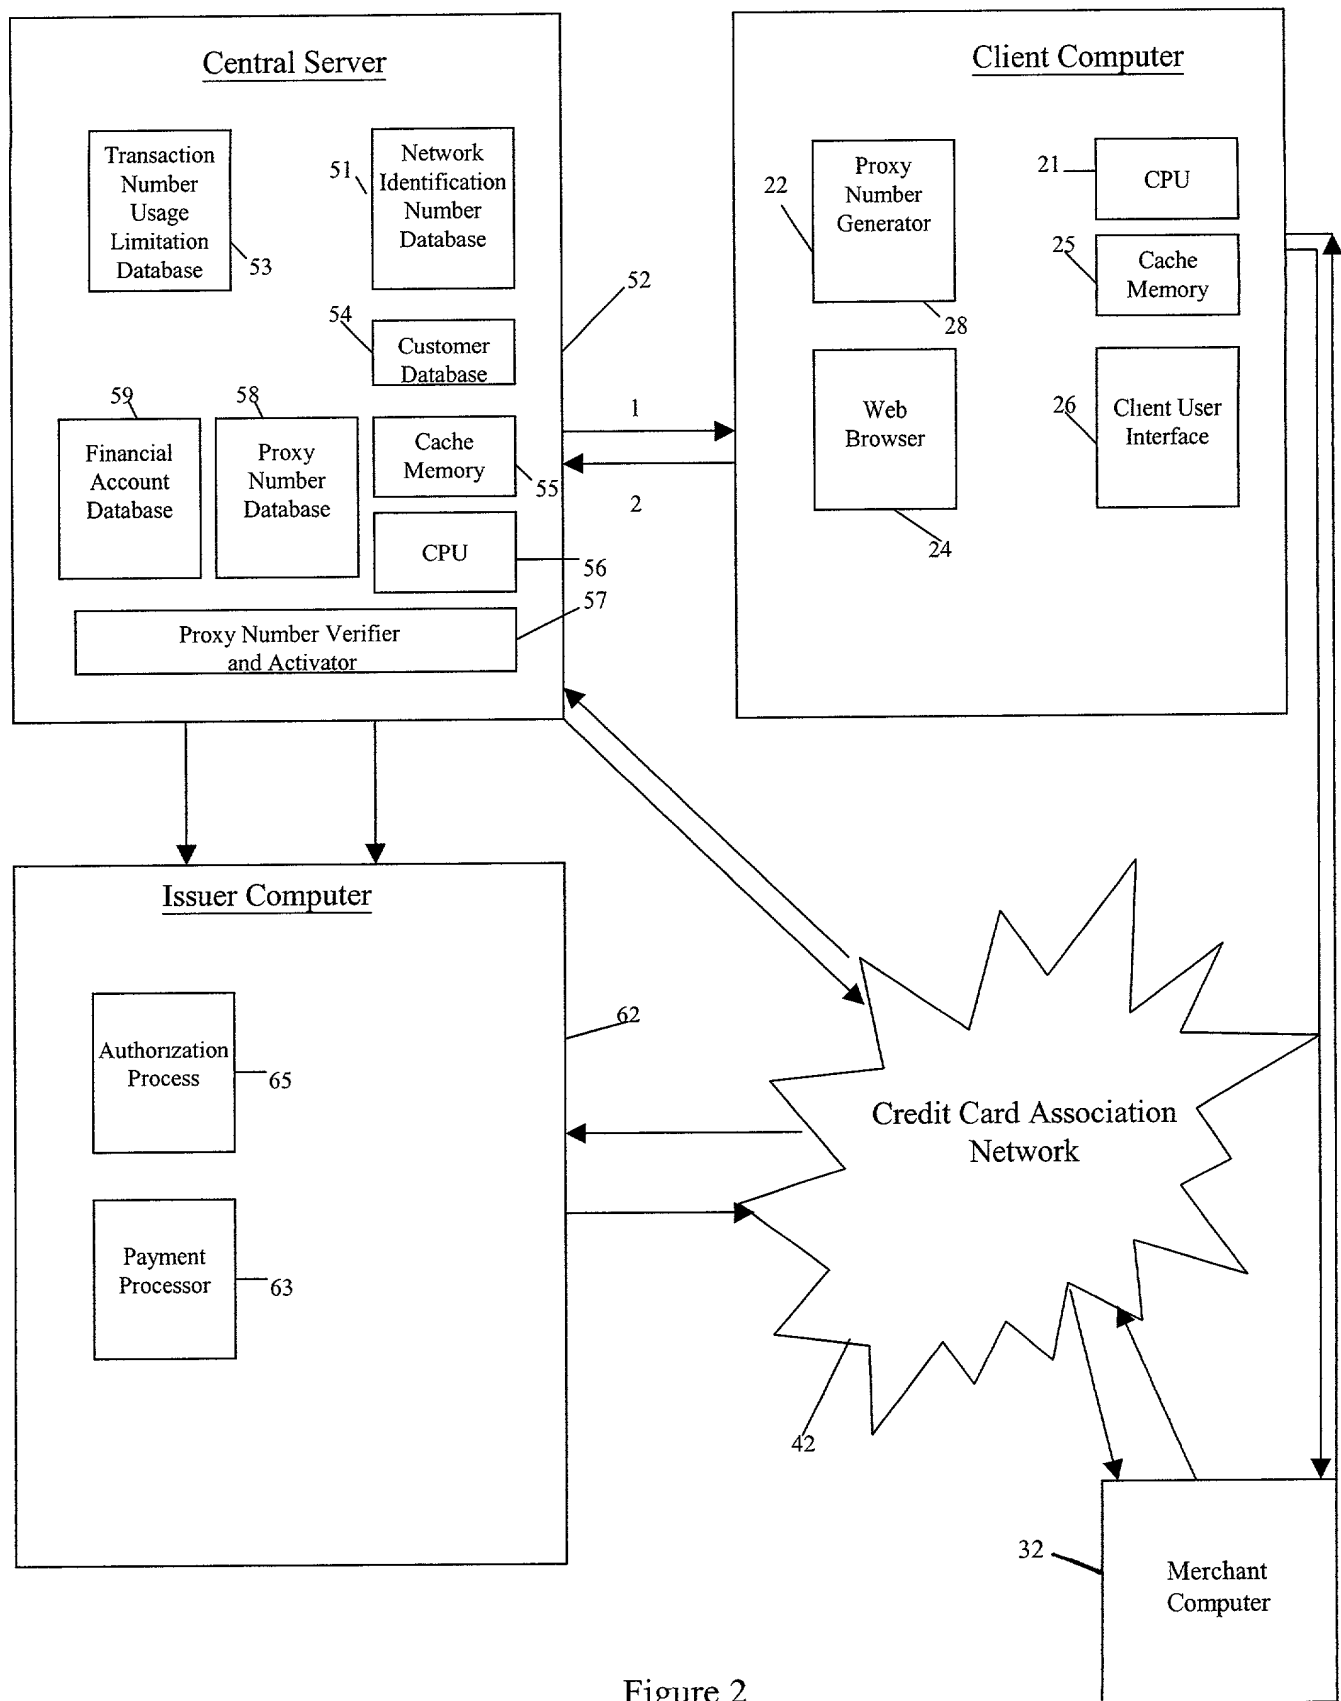 Central Server
Transaction
Number
Usage
Limitation
Database
53
51
Network
Identification
Number
Database
52
54
Customer
Database
59
Financial
Account
Database
58
Proxy
Number
Database
Cache
Memory
55
CPU
56
57
Proxy Number Verifier
and Activator
1
2
Client Computer
22
Proxy
Number
Generator
28
21
CPU
25
Cache
Memory
Web
Browser
24
26
Client User
Interface
Issuer Computer
Authorization
Process
65
62
Payment
Processor
63
Credit Card Association
Network
42
32
Merchant
Computer
Figure 2